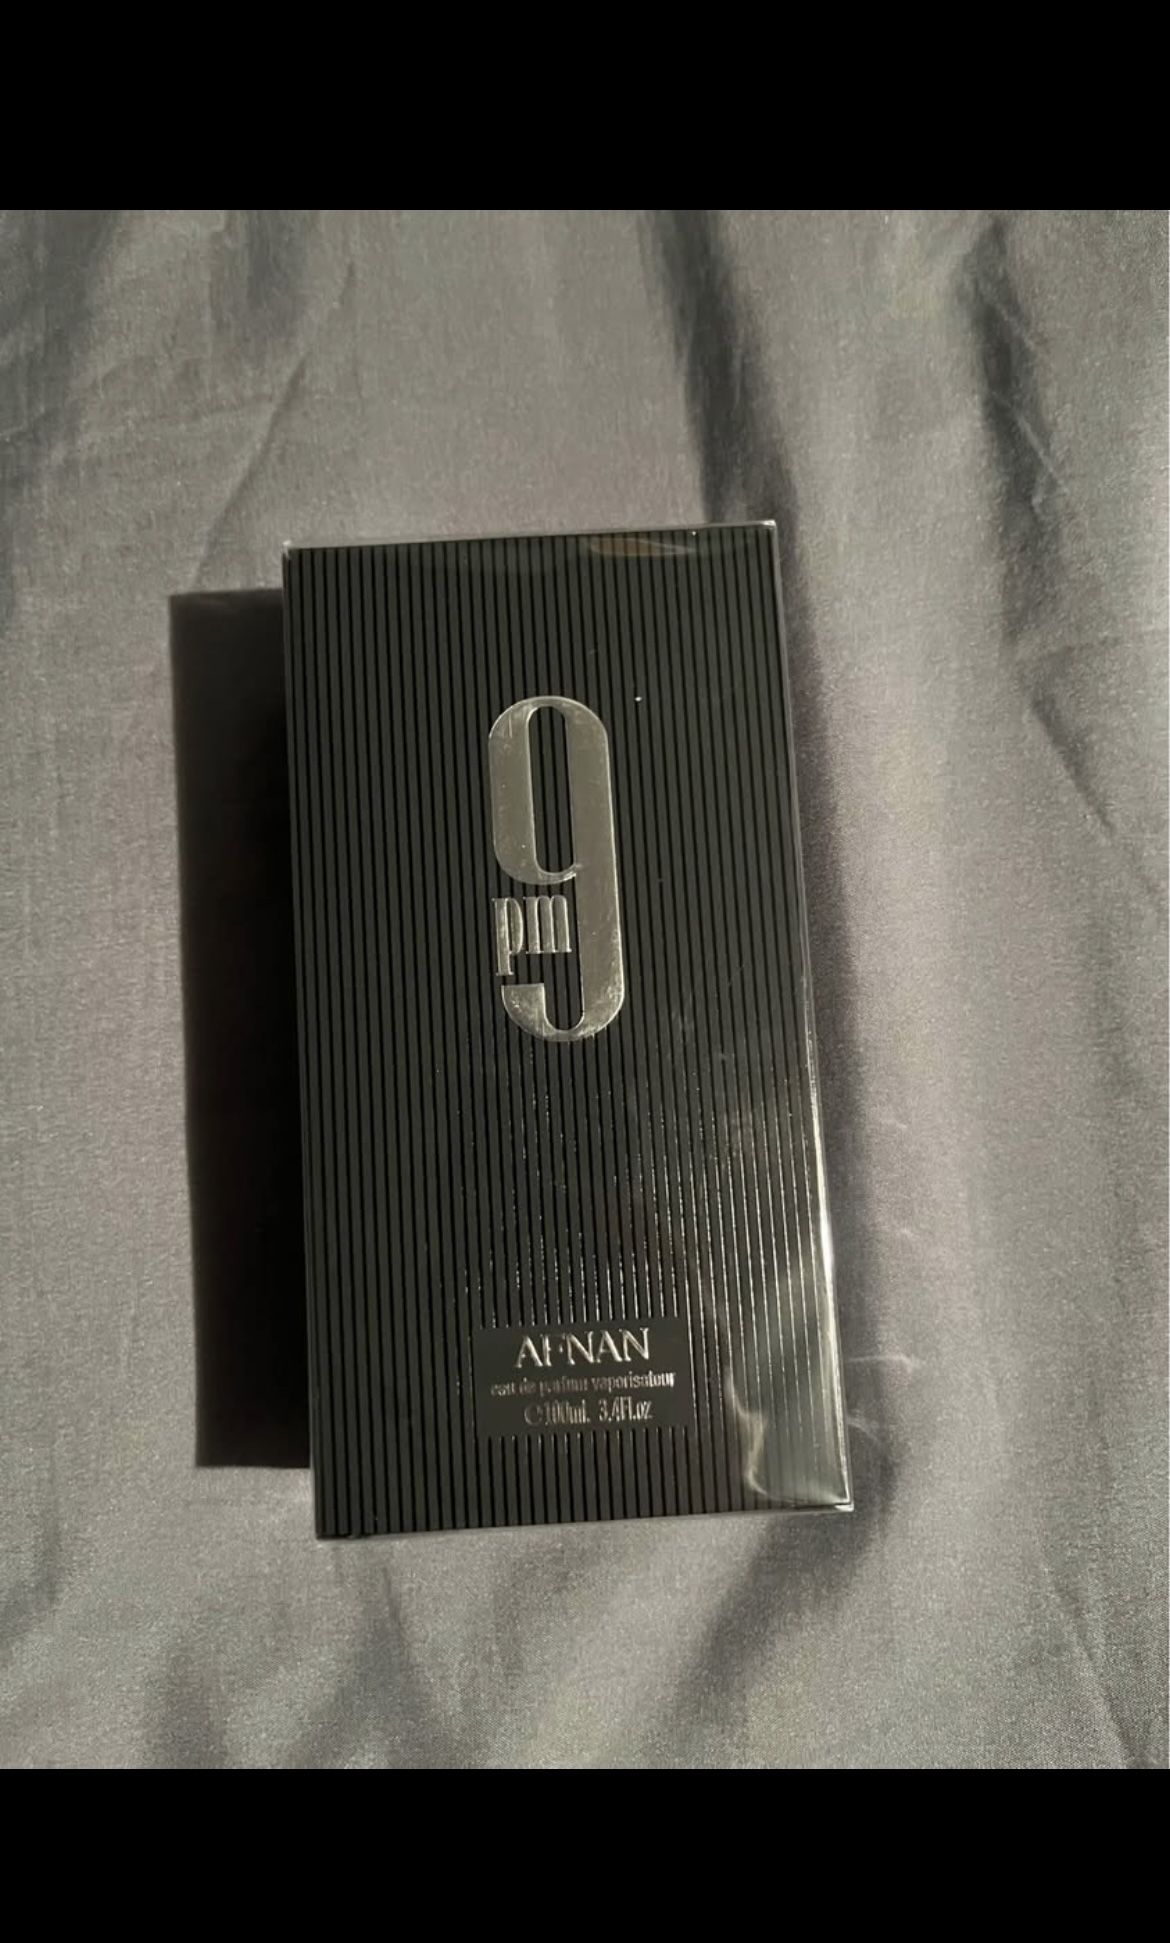 9
pm
AFNAN
eau de parfum vaporisateur
℮100ml. 3.4Fl.oz